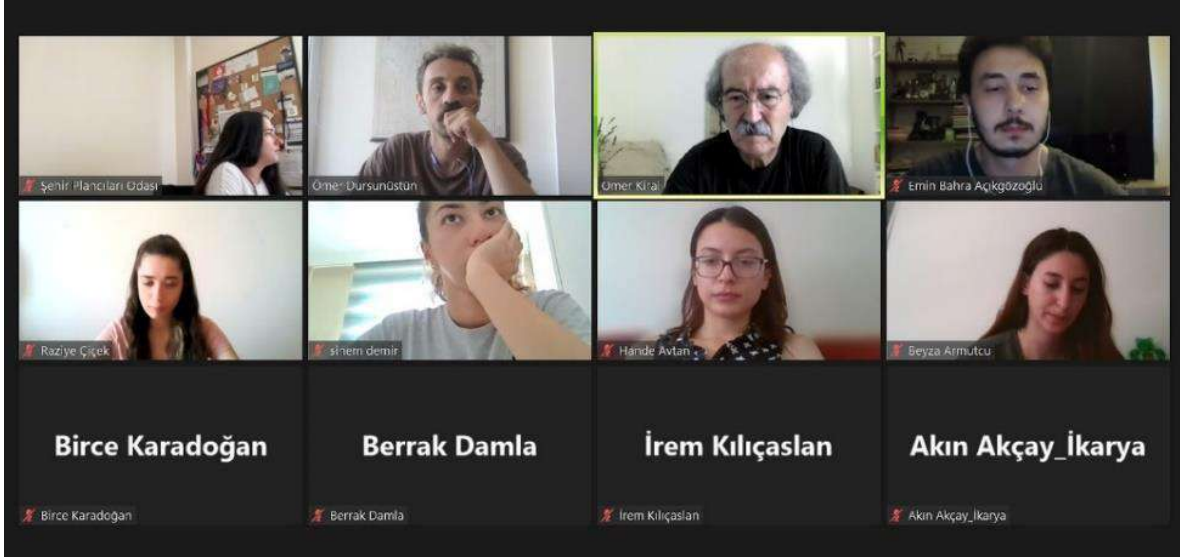 Şehir Plancıları Odası
Ömer Dursunüstün
Omer Kiral
Emin Bahra Açıkgözoğlu
Raziye Çiçek
sinem demir
Hande Avtan
Beyza Armutcu
Birce Karadoğan
Berrak Damla
İrem Kılıçaslan
Akın Akçay_İkarya
Birce Karadoğan
Berrak Damla
İrem Kılıçaslan
Akın Akçay_İkarya